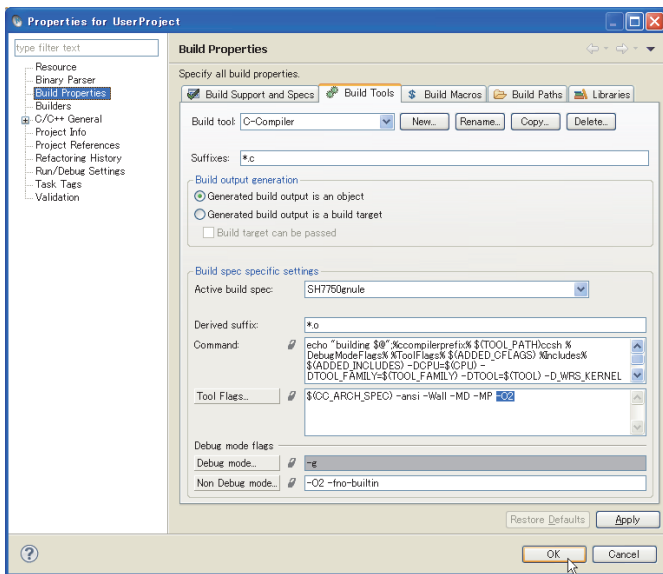 Properties for UserProject
type filter text
Resource
Binary Parser
Build Properties
Builders
C/C++ General
Project Info
Project References
Refactoring History
Run/Debug Settings
Task Tags
Validation
Build Properties
Specify all build properties.
Build Support and Specs
Build Tools
Build Macros
Build Paths
Libraries
Build tool: C-Compiler
New...
Rename...
Copy...
Delete...
Suffixes: *.c
Build output generation
Generated build output is an object
Generated build output is a build target
Build target can be passed
Build spec specific settings
Active build spec: SH7750gnule
Derived suffix: *.o
Command: echo "building $@";%ccompilerprefix% $(TOOL_PATH)ccsh %
DebugModeFlags% %ToolFlags% $(ADDED_CFLAGS) %Includes%
$(ADDED_INCLUDES) -DCPU=$(CPU) -
DTOOL_FAMILY=$(TOOL_FAMILY) -DTOOL=$(TOOL) -D_WRS_KERNEL
Tool Flags... $(CC_ARCH_SPEC) -ansi -Wall -MD -MP -O2
Debug mode flags
Debug mode... -g
Non Debug mode... -O2 -fno-builtin
Restore Defaults
Apply
?
OK
Cancel